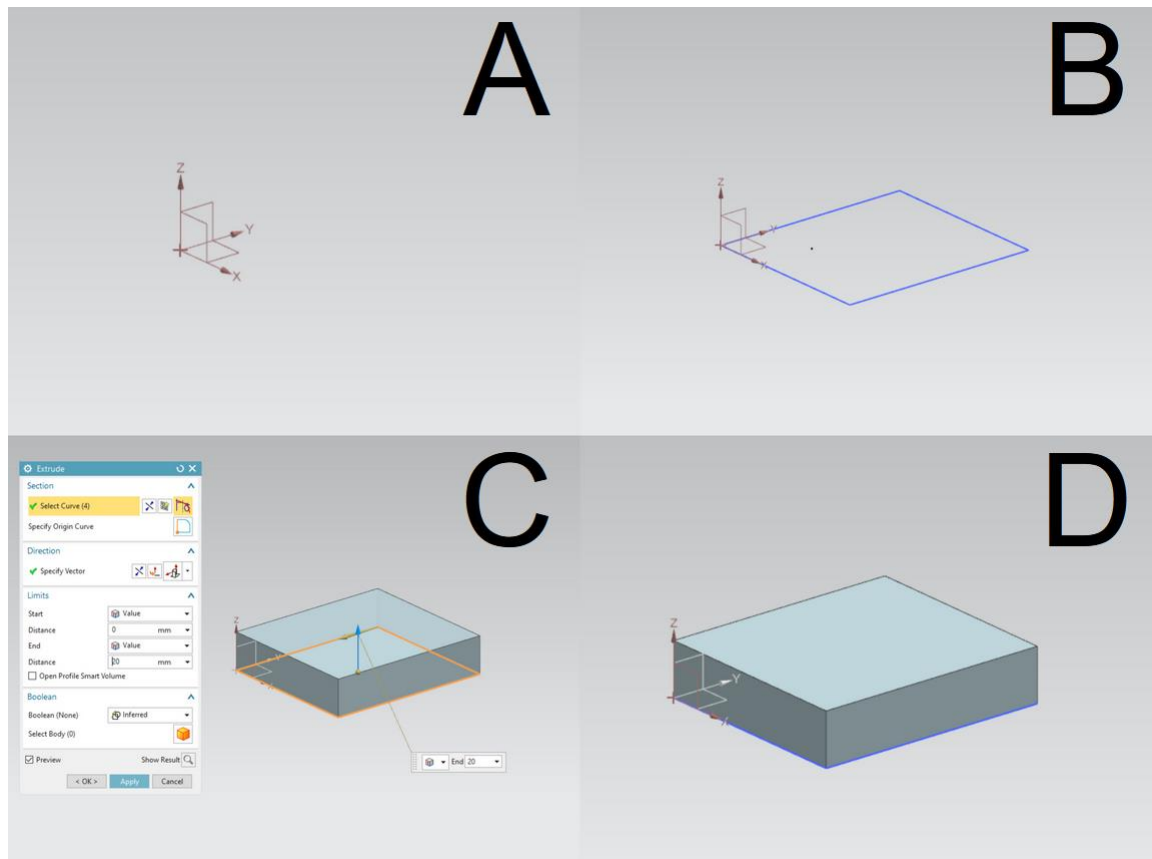 A
B
Z
Y
X
Z
Y
X
C
D
Extrude
Section
Select Curve (4)
Specify Origin Curve
Direction
Specify Vector
Limits
Start Value
Distance 0 mm
End Value
Distance 20 mm
Open Profile Smart Volume
Boolean
Boolean (None) Inferred
Select Body (0)
Preview Show Result
< OK > Apply Cancel
Z
Y
X
End 20
Z
Y
X